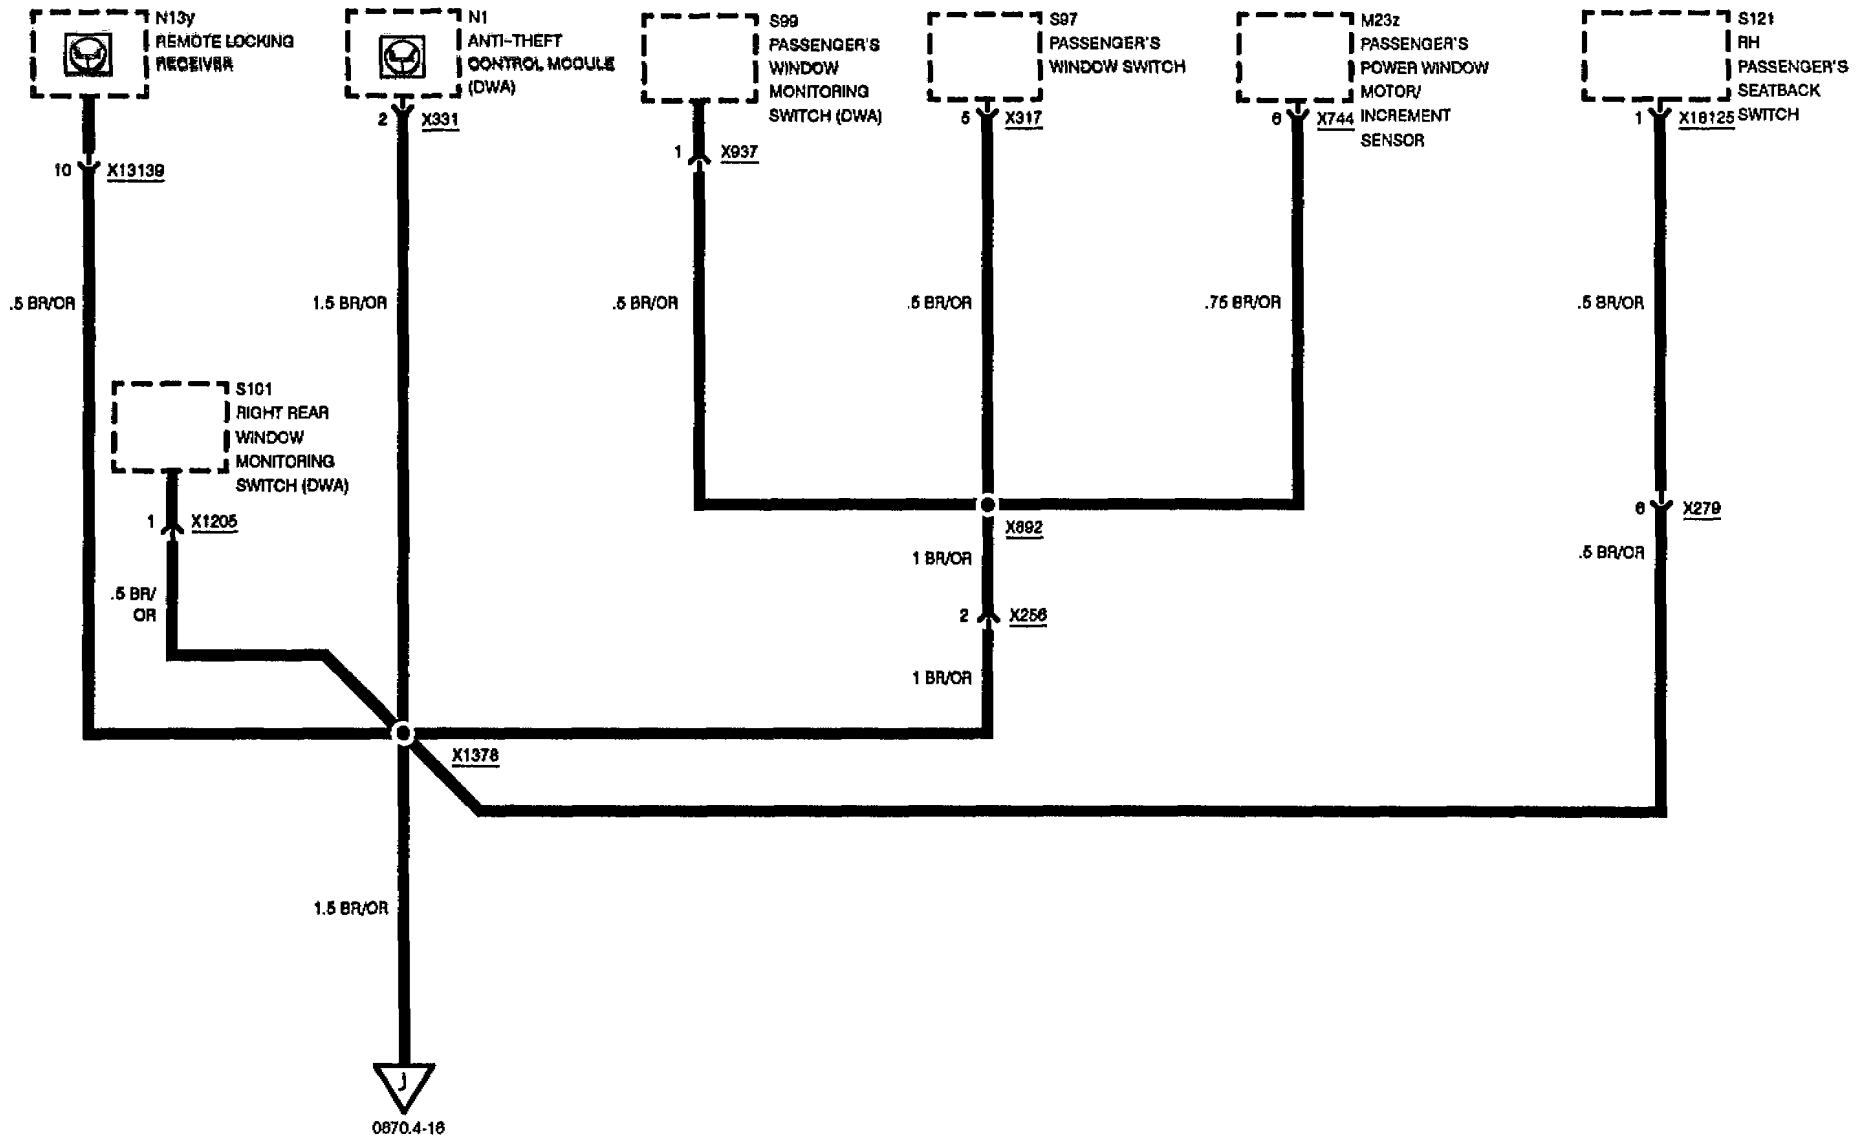 N13y
REMOTE LOCKING
RECEIVER
N1
ANTI-THEFT
CONTROL MODULE
(DWA)
S99
PASSENGER'S
WINDOW
MONITORING
SWITCH (DWA)
S97
PASSENGER'S
WINDOW SWITCH
M23z
PASSENGER'S
POWER WINDOW
MOTOR/
INCREMENT
SENSOR
S121
RH
PASSENGER'S
SEATBACK
SWITCH
2 X331
5 X317
6 X744
1 X18125
1 X937
10 X13139
.5 BR/OR
1.5 BR/OR
.5 BR/OR
.5 BR/OR
.75 BR/OR
.5 BR/OR
S101
RIGHT REAR
WINDOW
MONITORING
SWITCH (DWA)
1 X1205
6 X279
X892
1 BR/OR
.5 BR/OR
.5 BR/
OR
2 X256
1 BR/OR
X1378
1.5 BR/OR
J
0670.4-16